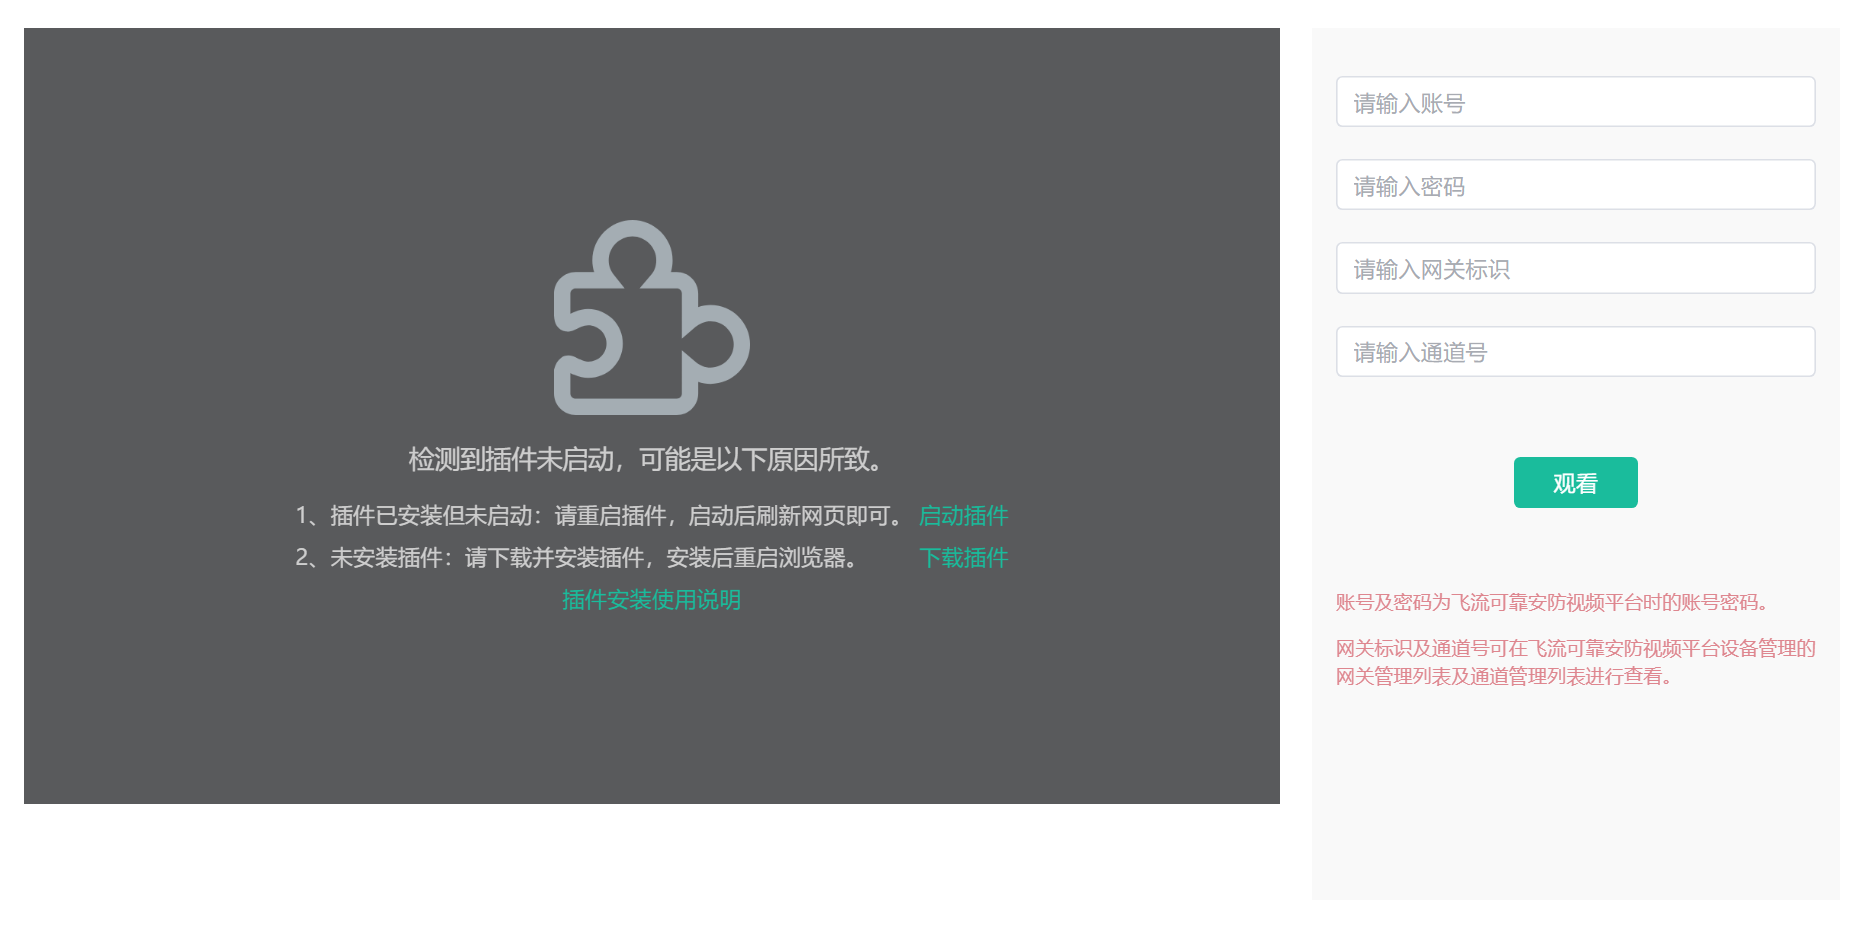 检测到插件未启动，可能是以下原因所致。
1、插件已安装但未启动：请重启插件，启动后刷新网页即可。 启动插件
2、未安装插件：请下载并安装插件，安装后重启浏览器。 下载插件
插件安装使用说明
请输入账号
请输入密码
请输入网关标识
请输入通道号
观看
账号及密码为飞流可靠安防视频平台时的账号密码。
网关标识及通道号可在飞流可靠安防视频平台设备管理的
网关管理列表及通道管理列表进行查看。